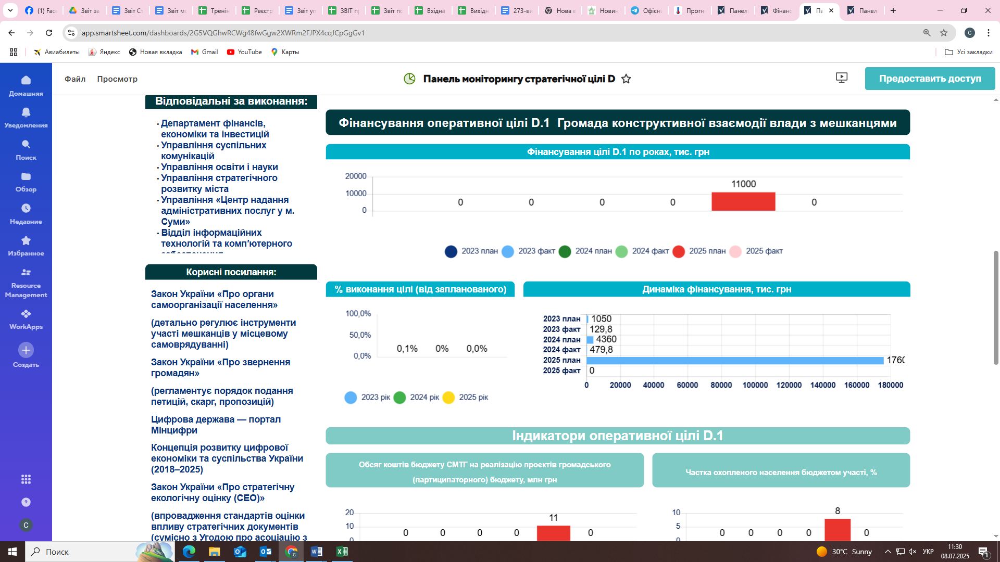 (1) Face
Звіт за
Звіт Ст
Звіт мо
Тренін
Реєстр
Звіт уп
ЗВІТ п
Звіт по
Вхідна
Вихідн
273-ви
Нова в
Новин
Офісн
Прогн
Панел
Фінан
Па
Панел
app.smartsheet.com/dashboards/2G5VQGhwRCWg48fwGgw2XWRm2FJPX4cqJCpGgGv1
C
Авиабилеты
Яндекс
Новая вкладка
Gmail
YouTube
Карты
Усі закладки
Файл
Просмотр
Панель моніторингу стратегічної цілі D
Предоставить доступ
Домашняя
Уведомления
Поиск
Обзор
Недавние
Избранное
Resource
Management
WorkApps
Создать
C
Відповідальні за виконання:
· Департамент фінансів,
економіки та інвестицій
· Управління суспільних
комунікацій
· Управління освіти і науки
· Управління стратегічного
розвитку міста
· Управління «Центр надання
адміністративних послуг у м.
Суми»
· Відділ інформаційних
технологій та комп'ютерного
Корисні посилання:
Закон України «Про органи
самоорганізації населення»
(детально регулює інструменти
участі мешканців у місцевому
самоврядуванні)
Закон України «Про звернення
громадян»
(регламентує порядок подання
петицій, скарг, пропозицій)
Цифрова держава — портал
Мінцифри
Концепція розвитку цифрової
економіки та суспільства України
(2018–2025)
Закон України «Про стратегічну
екологічну оцінку (СЕО)»
(впровадження стандартів оцінки
впливу стратегічних документів
(сумісно з Угодою про асоціацію з
Фінансування оперативної цілі D.1 Громада конструктивної взаємодії влади з мешканцями
Фінансування цілі D.1 по роках, тис. грн
20000
10000
0
0 0 0 0 11000 0
2023 план 2023 факт 2024 план 2024 факт 2025 план 2025 факт
% виконання цілі (від запланованого)
100,0%
50,0%
0,0%
0,1% 0% 0,0%
2023 рік 2024 рік 2025 рік
Динаміка фінансування, тис. грн
2023 план 1050
2023 факт 129,8
2024 план 4360
2024 факт 479,8
2025 план 1760
2025 факт 0
0 20000 40000 60000 80000 100000 120000 140000 160000 180000
Індикатори оперативної цілі D.1
Обсяг коштів бюджету СМТГ на реалізацію проєктів громадського
(партиципаторного) бюджету, млн грн
20
10
0
0 0 0 0 11 0
Частка охопленого населення бюджетом участі, %
10
5
0
0 0 0 0 8 0
Поиск
30°C Sunny
УКР
11:30
08.07.2025
1